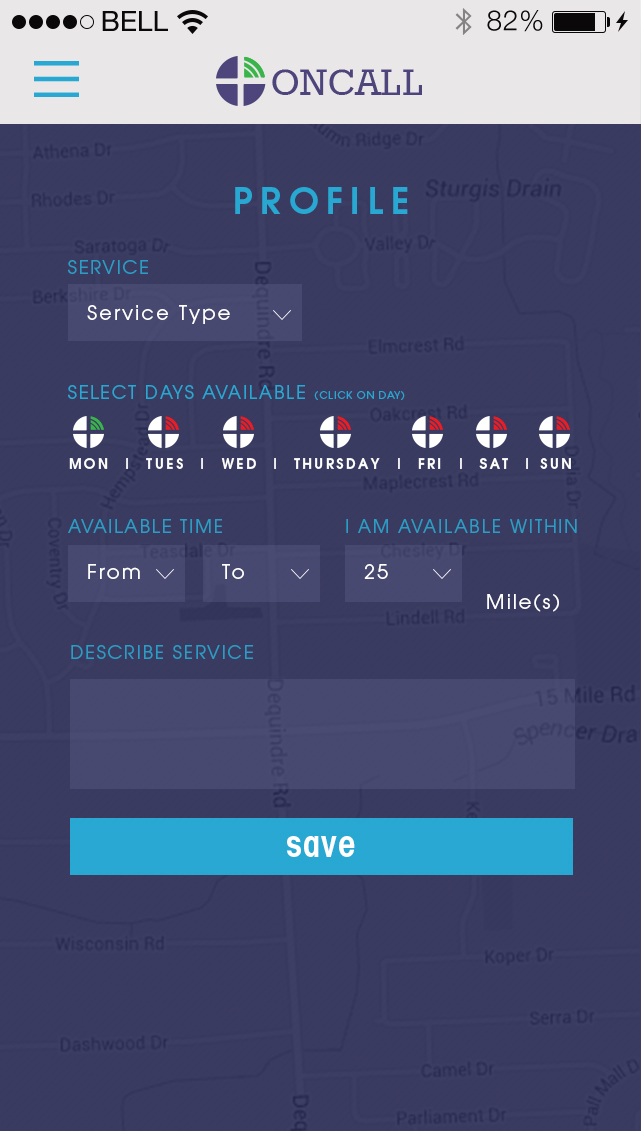 BELL 82%
ONCALL
Athena Dr
Ridge Dr
Rhodes Dr
PROFILE
Sturgis Drain
Saratoga Dr
Valley Dr
SERVICE
Berkshire Dr
Service Type
Dequindre Rd
Elmcrest Rd
SELECT DAYS AVAILABLE (CLICK ON DAY)
Oakcrest Rd
MON | TUES | WED | THURSDAY | FRI | SAT | SUN
Maplecrest Rd
AVAILABLE TIME
I AM AVAILABLE WITHIN
Coventry Dr
Teasdale Dr
Chesley Dr
From
To
25
Mile(s)
Lindell Rd
DESCRIBE SERVICE
15 Mile Rd
Dequindre Rd
save
Wisconsin Rd
Koper Dr
Serra Dr
Dashwood Dr
Camel Dr
Pall Mall D
Parliament Dr
Deq